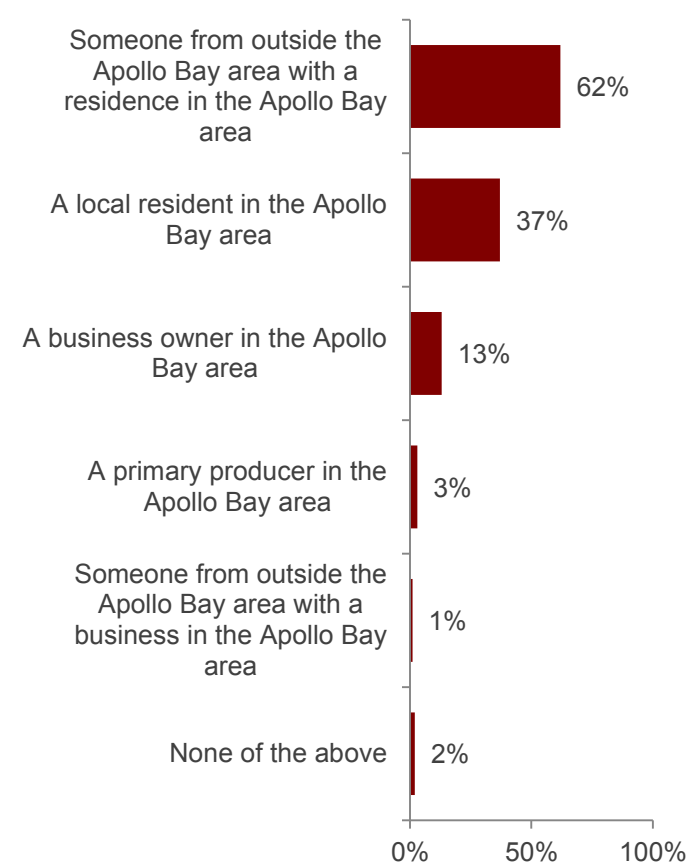 Someone from outside the
Apollo Bay area with a
residence in the Apollo Bay
area
62%
A local resident in the Apollo
Bay area
37%
A business owner in the Apollo
Bay area
13%
A primary producer in the
Apollo Bay area
3%
Someone from outside the
Apollo Bay area with a
business in the Apollo Bay
area
1%
None of the above
2%
0% 50% 100%